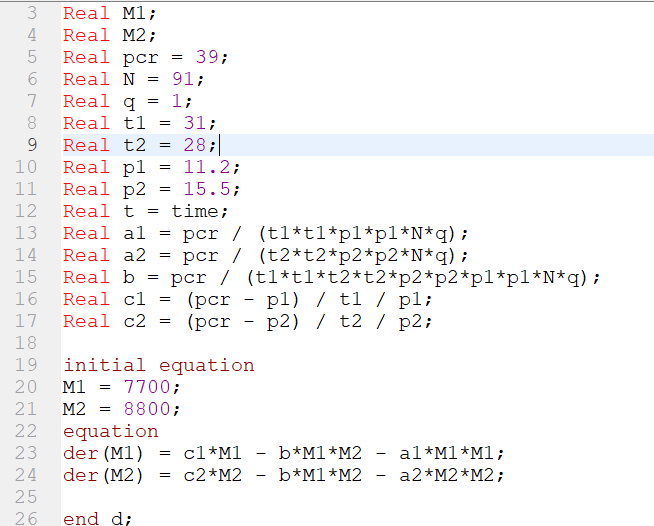 3 Real M1;
4 Real M2;
5 Real pcr = 39;
6 Real N = 91;
7 Real q = 1;
8 Real t1 = 31;
9 Real t2 = 28;
10 Real p1 = 11.2;
11 Real p2 = 15.5;
12 Real t = time;
13 Real a1 = pcr / (t1*t1*p1*p1*N*q);
14 Real a2 = pcr / (t2*t2*p2*p2*N*q);
15 Real b = pcr / (t1*t1*t2*t2*p2*p2*p1*p1*N*q);
16 Real c1 = (pcr - p1) / t1 / p1;
17 Real c2 = (pcr - p2) / t2 / p2;
18
19 initial equation
20 M1 = 7700;
21 M2 = 8800;
22 equation
23 der(M1) = c1*M1 - b*M1*M2 - a1*M1*M1;
24 der(M2) = c2*M2 - b*M1*M2 - a2*M2*M2;
25
26 end d;